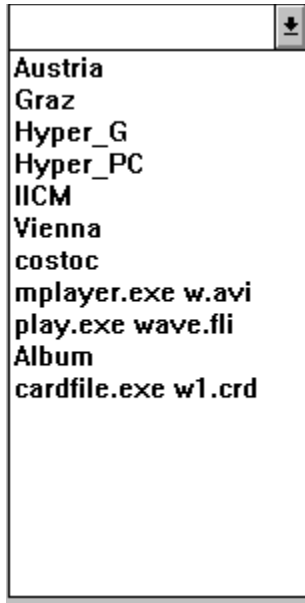 Austria
Graz
Hyper_G
Hyper_PC
IICM
Vienna
costoc
mplayer.exe w.avi
play.exe wave.fli
Album
cardfile.exe w1.crd